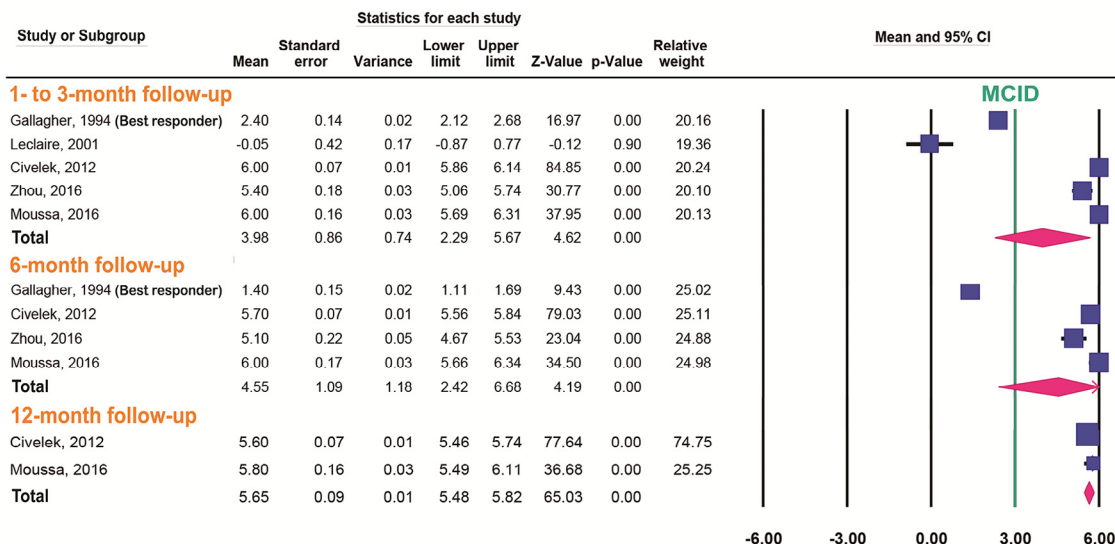 Statistics for each study
Study or Subgroup Mean and 95% CI
Mean Standard error Variance Lower limit Upper limit Z-Value p-Value Relative weight
1- to 3-month follow-up MCID
Gallagher, 1994 (Best responder) 2.40 0.14 0.02 2.12 2.68 16.97 0.00 20.16
Leclaire, 2001 -0.05 0.42 0.17 -0.87 0.77 -0.12 0.90 19.36
Civelek, 2012 6.00 0.07 0.01 5.86 6.14 84.85 0.00 20.24
Zhou, 2016 5.40 0.18 0.03 5.06 5.74 30.77 0.00 20.10
Moussa, 2016 6.00 0.16 0.03 5.69 6.31 37.95 0.00 20.13
Total 3.98 0.86 0.74 2.29 5.67 4.62 0.00
6-month follow-up
Gallagher, 1994 (Best responder) 1.40 0.15 0.02 1.11 1.69 9.43 0.00 25.02
Civelek, 2012 5.70 0.07 0.01 5.56 5.84 79.03 0.00 25.11
Zhou, 2016 5.10 0.22 0.05 4.67 5.53 23.04 0.00 24.88
Moussa, 2016 6.00 0.17 0.03 5.66 6.34 34.50 0.00 24.98
Total 4.55 1.09 1.18 2.42 6.68 4.19 0.00
12-month follow-up
Civelek, 2012 5.60 0.07 0.01 5.46 5.74 77.64 0.00 74.75
Moussa, 2016 5.80 0.16 0.03 5.49 6.11 36.68 0.00 25.25
Total 5.65 0.09 0.01 5.48 5.82 65.03 0.00
-6.00 -3.00 0.00 3.00 6.00